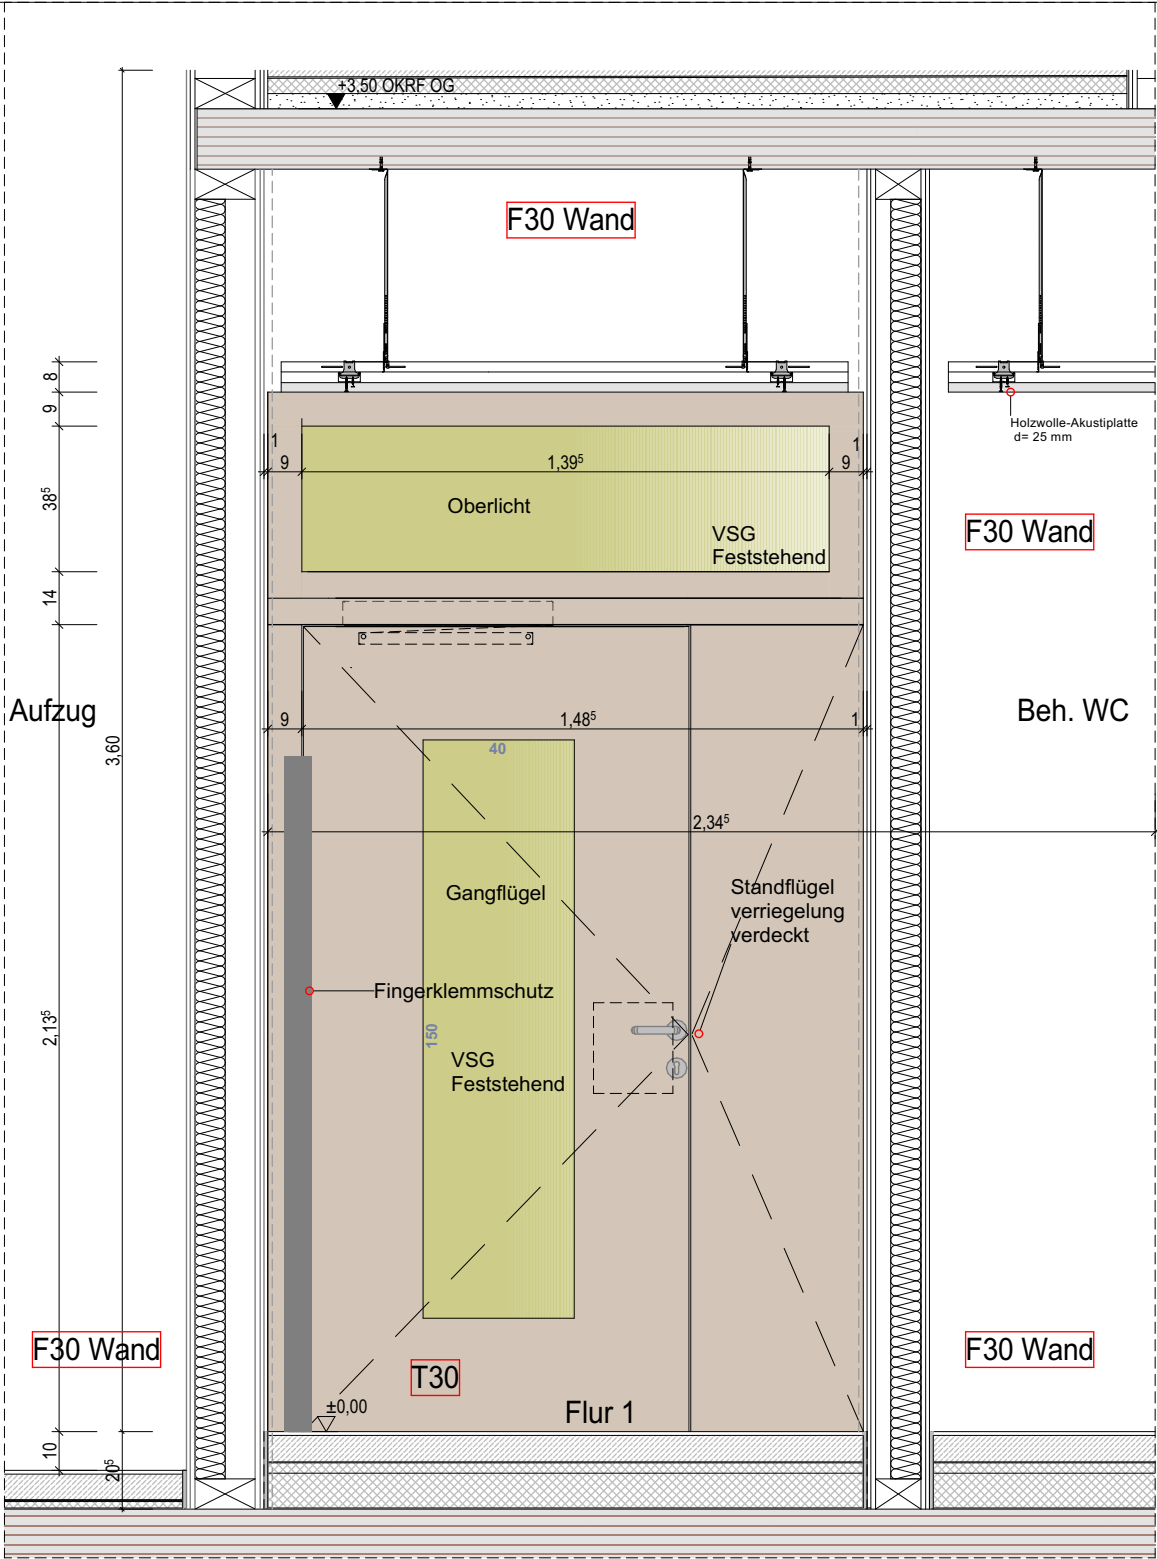 +3.50 OKRF OG
F30 Wand
8
9
Holzwolle-Akustiplatte
d= 25 mm
1
1
9
1,39⁵
9
38⁵
Oberlicht
F30 Wand
VSG
Feststehend
14
Aufzug
9
1,48⁵
1
Beh. WC
3,60
40
2,34⁵
Gangflügel
Standflügel
verriegelung
verdeckt
Fingerklemmschutz
2,13⁵
150
VSG
Feststehend
F30 Wand
F30 Wand
T30
±0,00
Flur 1
10
20⁵